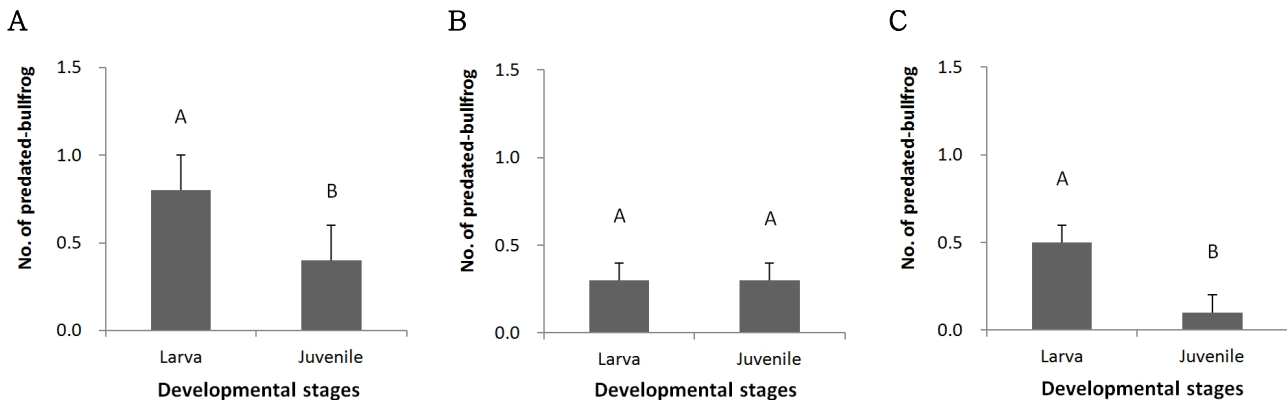 A
No. of predated-bullfrog
1.5
1.0
0.5
0.0
A
B
Larva
Juvenile
Developmental stages
B
No. of predated-bullfrog
1.5
1.0
0.5
0.0
A
A
Larva
Juvenile
Developmental stages
C
No. of predated-bullfrog
1.5
1.0
0.5
0.0
A
B
Larva
Juvenile
Developmental stages